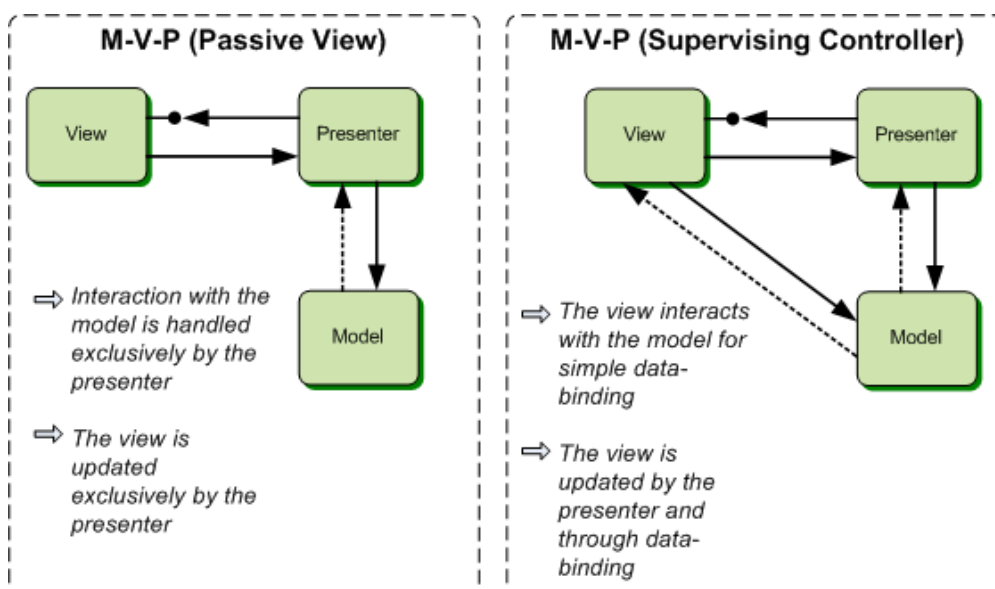 M-V-P (Passive View)
View
Presenter
Model
Interaction with the
model is handled
exclusively by the
presenter
The view is
updated
exclusively by the
presenter
M-V-P (Supervising Controller)
View
Presenter
Model
The view interacts
with the model for
simple data-
binding
The view is
updated by the
presenter and
through data-
binding